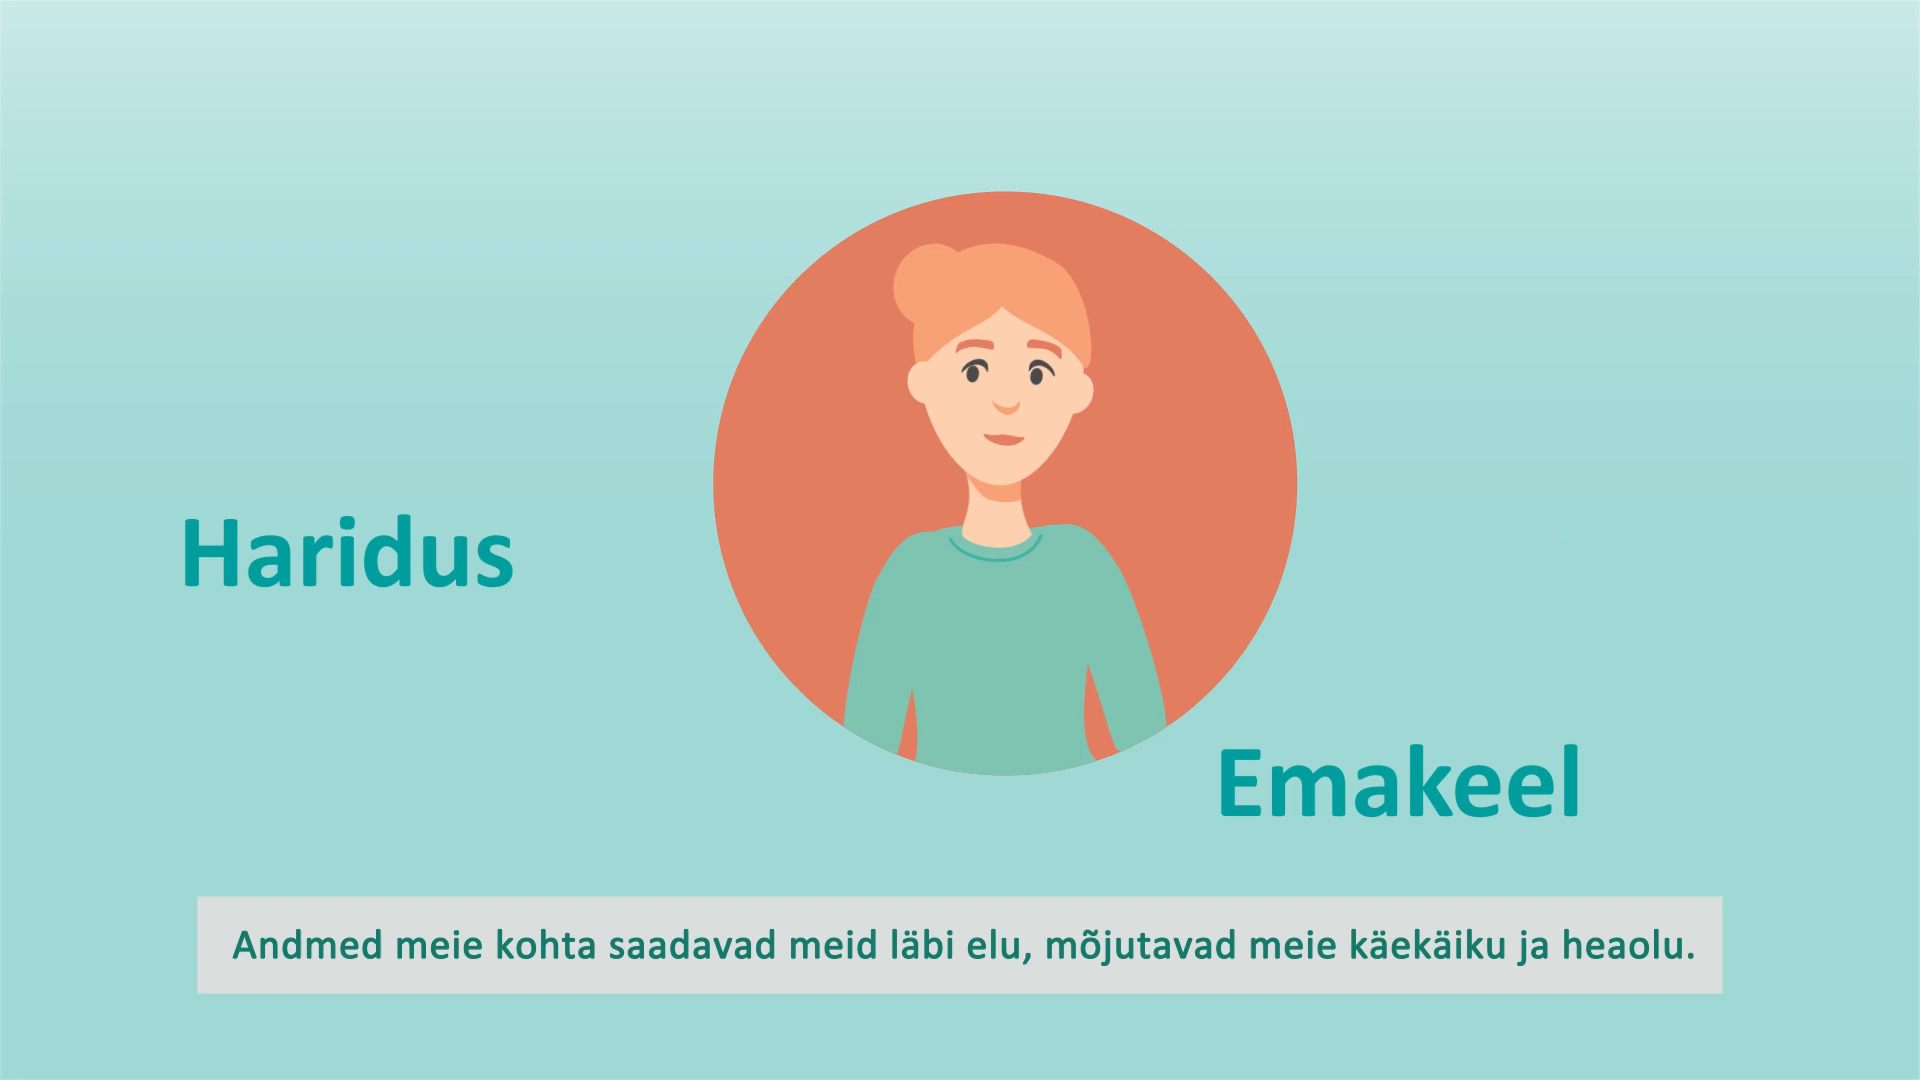 Haridus
Emakeel
Andmed meie kohta saadavad meid läbi elu, mõjutavad meie käekäiku ja heaolu.